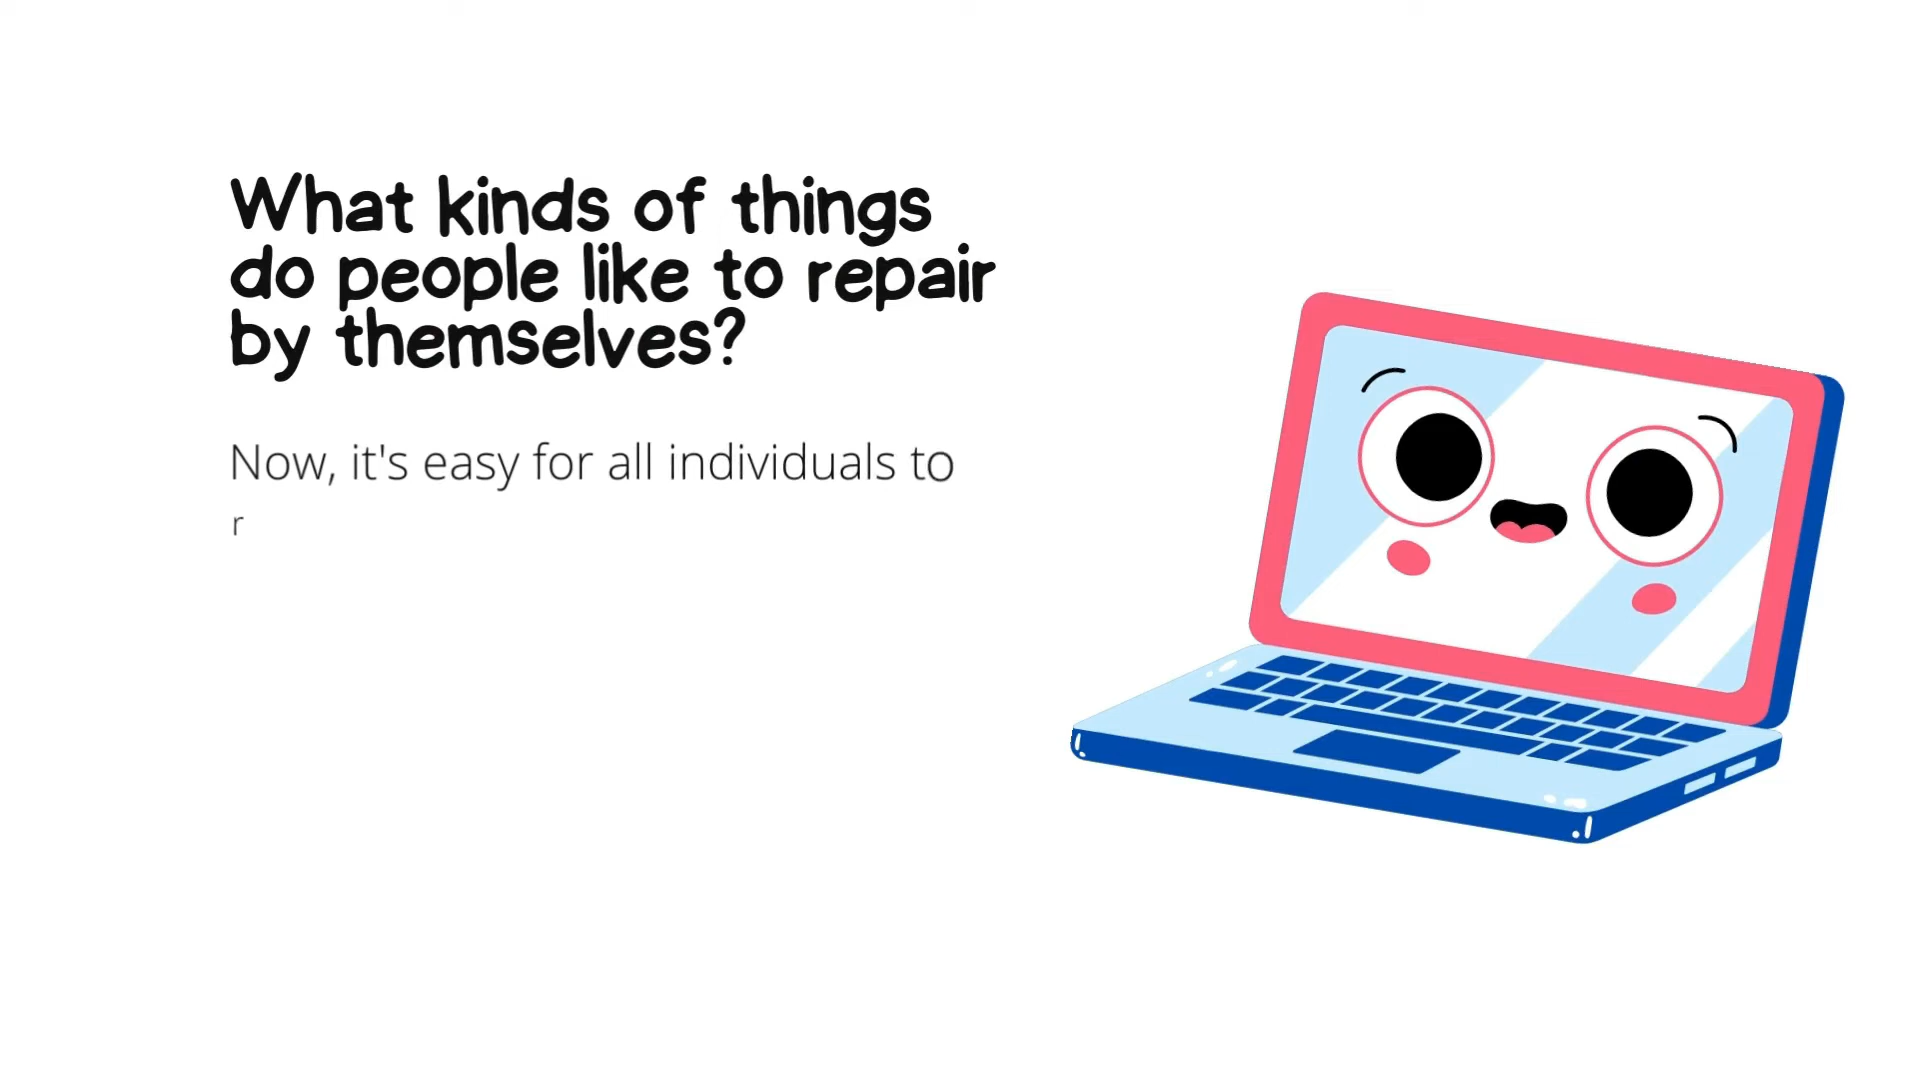 What kinds of things
do people like to repair
by themselves?
Now, it's easy for all individuals to
r